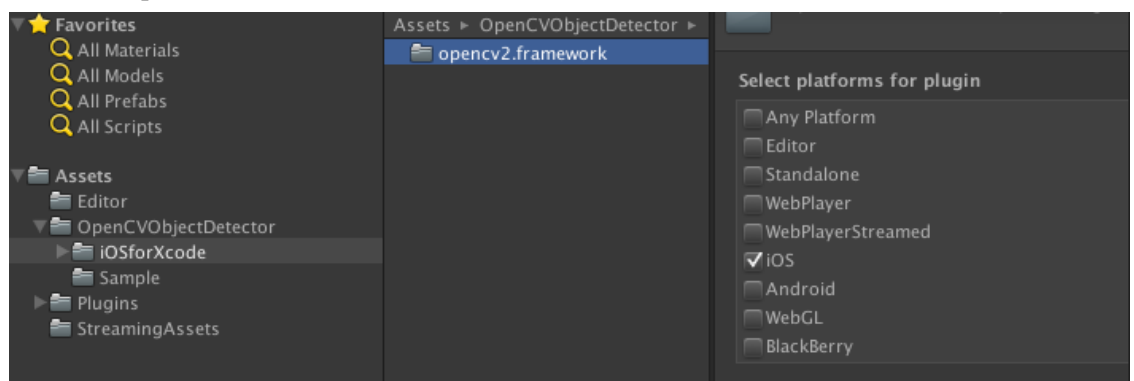 Favorites
All Materials
All Models
All Prefabs
All Scripts
Assets
Editor
OpenCVObjectDetector
iOSforXcode
Sample
Plugins
StreamingAssets
Assets ▸ OpenCVObjectDetector ▸
opencv2.framework
Select platforms for plugin
Any Platform
Editor
Standalone
WebPlayer
WebPlayerStreamed
iOS
Android
WebGL
BlackBerry